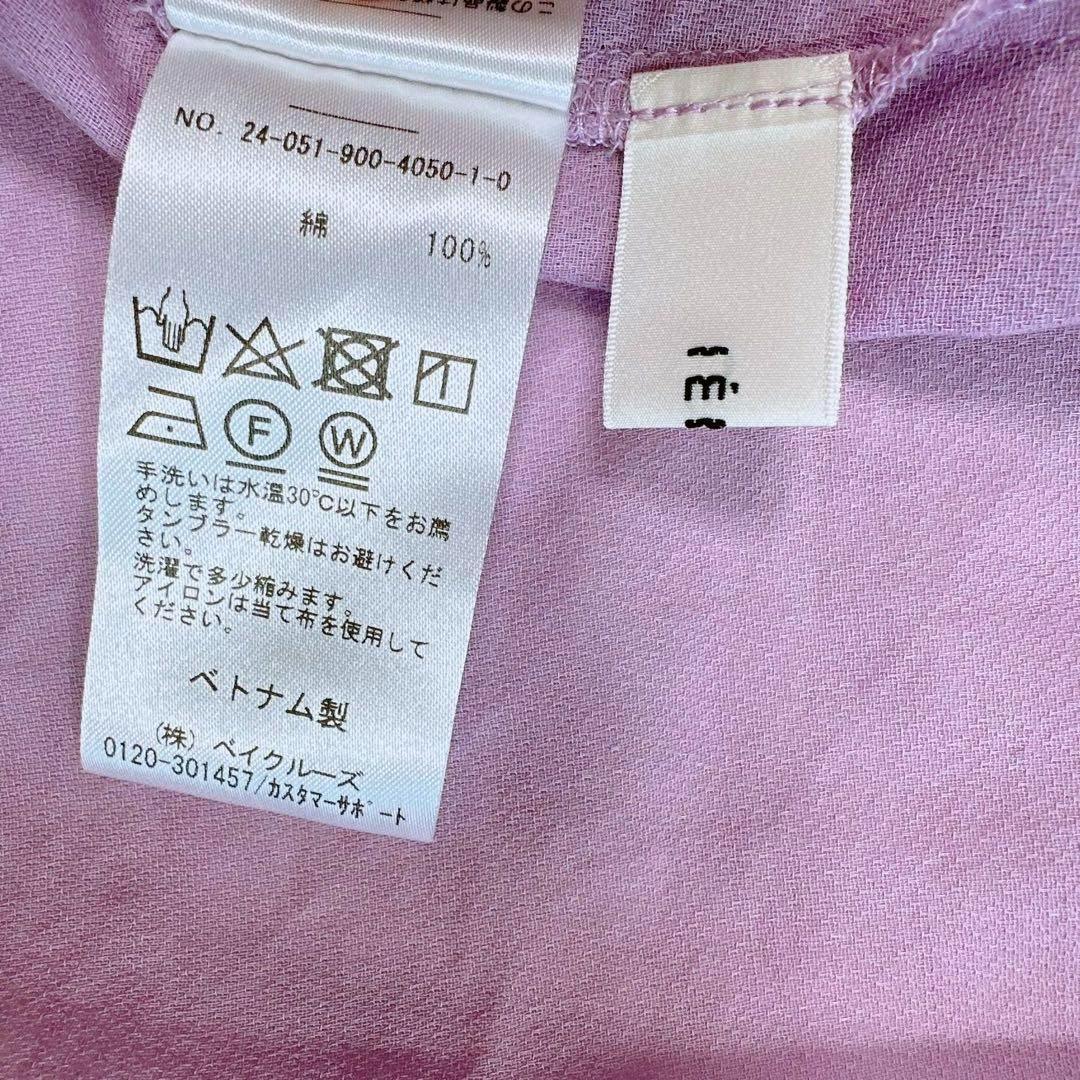 NO. 24-051-900-4050-1-0
綿 100%
F W
手洗いは水温30℃以下をお薦
めします。
タンブラー乾燥はお避けくだ
さい。
洗濯で多少縮みます。
アイロンは当て布を使用して
ください。
ベトナム製
(株) ベイクルーズ
0120-301457/カスタマーサポート